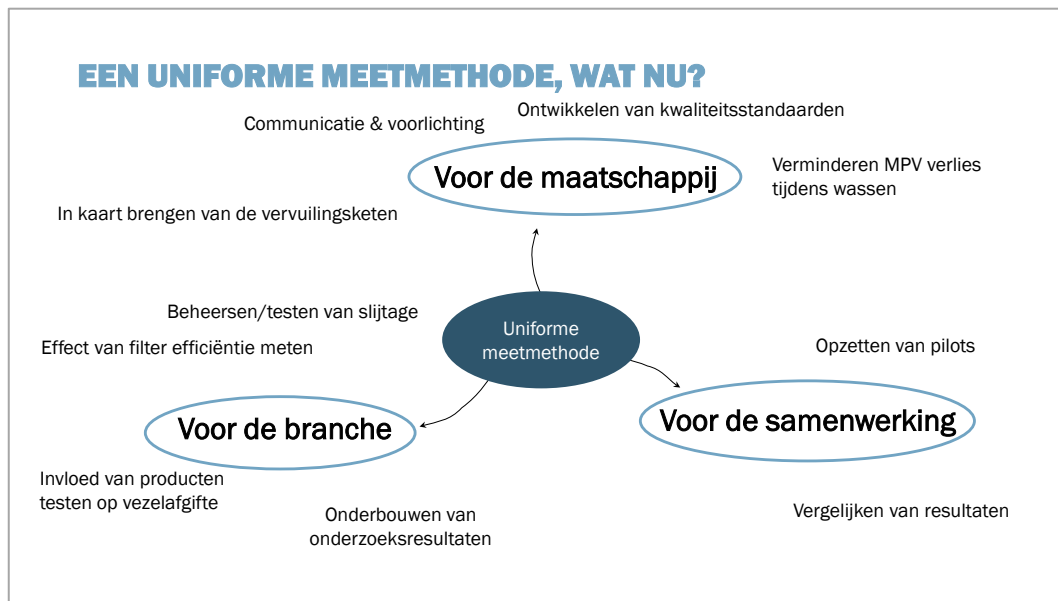 EEN UNIFORME MEETMETHODE, WAT NU?
Ontwikkelen van kwaliteitsstandaarden
Communicatie & voorlichting
Voor de maatschappij
Verminderen MPV verlies
tijdens wassen
In kaart brengen van de vervuilingsketen
Beheersen/testen van slijtage
Effect van filter efficiëntie meten
Uniforme
meetmethode
Opzetten van pilots
Voor de branche
Voor de samenwerking
Invloed van producten
testen op vezelafgifte
Onderbouwen van
onderzoeksresultaten
Vergelijken van resultaten